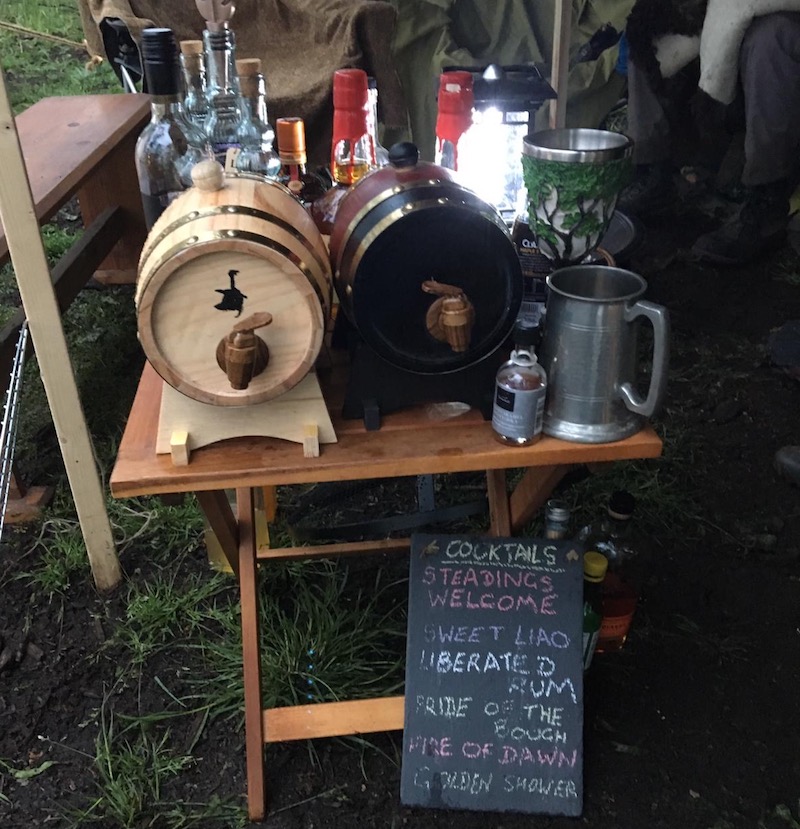 COCKTAILS
STEADINGS
WELCOME
SWEET LIAO
LIBERATED
RUM
PRIDE OF THE
BOUGH
FIRE OF DAWN
GOLDEN SHOWER